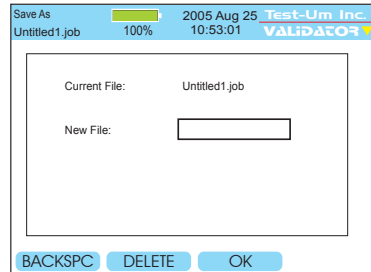 Save As 2005 Aug 25 Test-Um Inc.
Untitled1.job 100% 10:53:01 VALIDATOR
Current File: Untitled1.job
New File:
BACKSPC DELETE OK